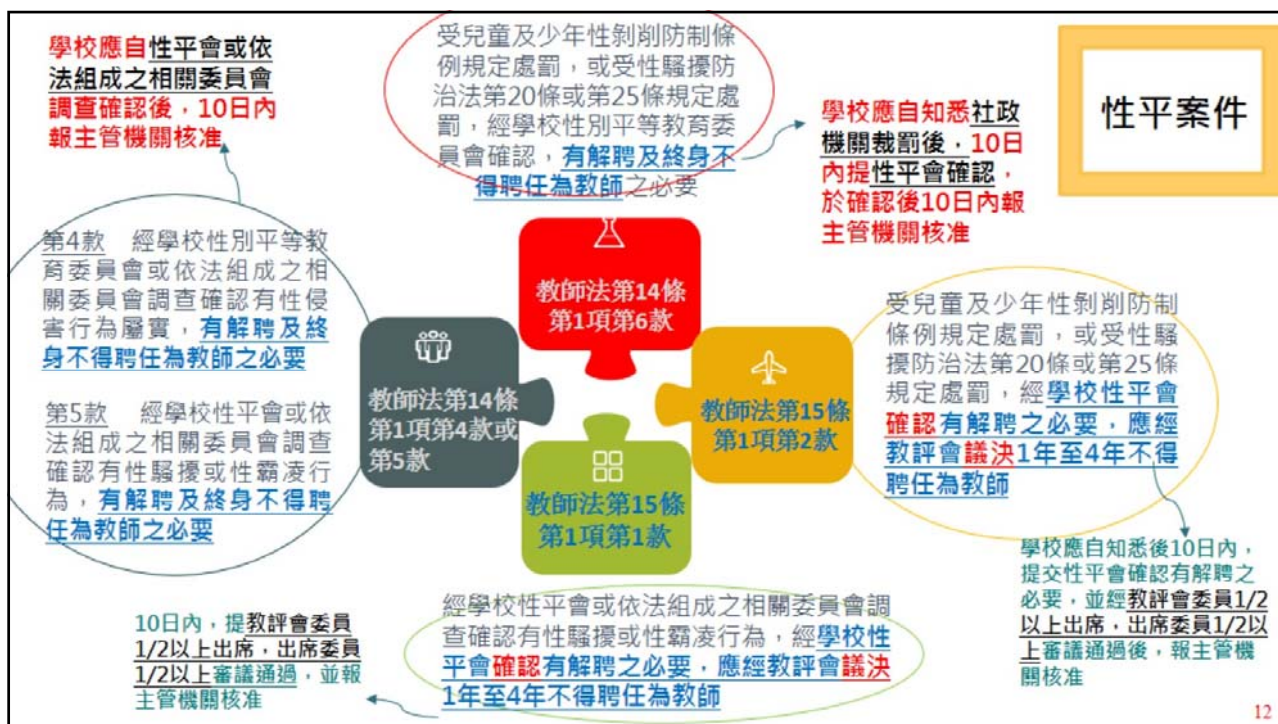 學校應自性平會或依
法組成之相關委員會
調查確認後，10日內
報主管機關核准
受兒童及少年性剝削防制條
例規定處罰，或受性騷擾防
治法第20條或第25條規定處
罰，經學校性別平等教育委
員會確認，有解聘及終身不
得聘任為教師之必要
學校應自知悉社政
機關裁罰後，10日
內提性平會確認，
於確認後10日內報
主管機關核准
性平案件
第4款 經學校性別平等教
育委員會或依法組成之相
關委員會調查確認有性侵
害行為屬實，有解聘及終
身不得聘任為教師之必要
第5款 經學校性平會或依
法組成之相關委員會調查
確認有性騷擾或性霸凌行
為，有解聘及終身不得聘
任為教師之必要
教師法第14條
第1項第6款
教師法第14條
第1項第4款或
第5款
教師法第15條
第1項第2款
教師法第15條
第1項第1款
受兒童及少年性剝削防制
條例規定處罰，或受性騷
擾防治法第20條或第25條
規定處罰，經學校性平會
確認有解聘之必要，應經
教評會議決1年至4年不得
聘任為教師
學校應自知悉後10日內，
提交性平會確認有解聘之
必要，並經教評會委員1/2
以上出席，出席委員1/2以
上審議通過後，報主管機
關核准
10日內，提教評會委員
1/2以上出席，出席委員
1/2以上審議通過，並報
主管機關核准
經學校性平會或依法組成之相關委員會調
查確認有性騷擾或性霸凌行為，經學校性
平會確認有解聘之必要，應經教評會議決
1年至4年不得聘任為教師
12